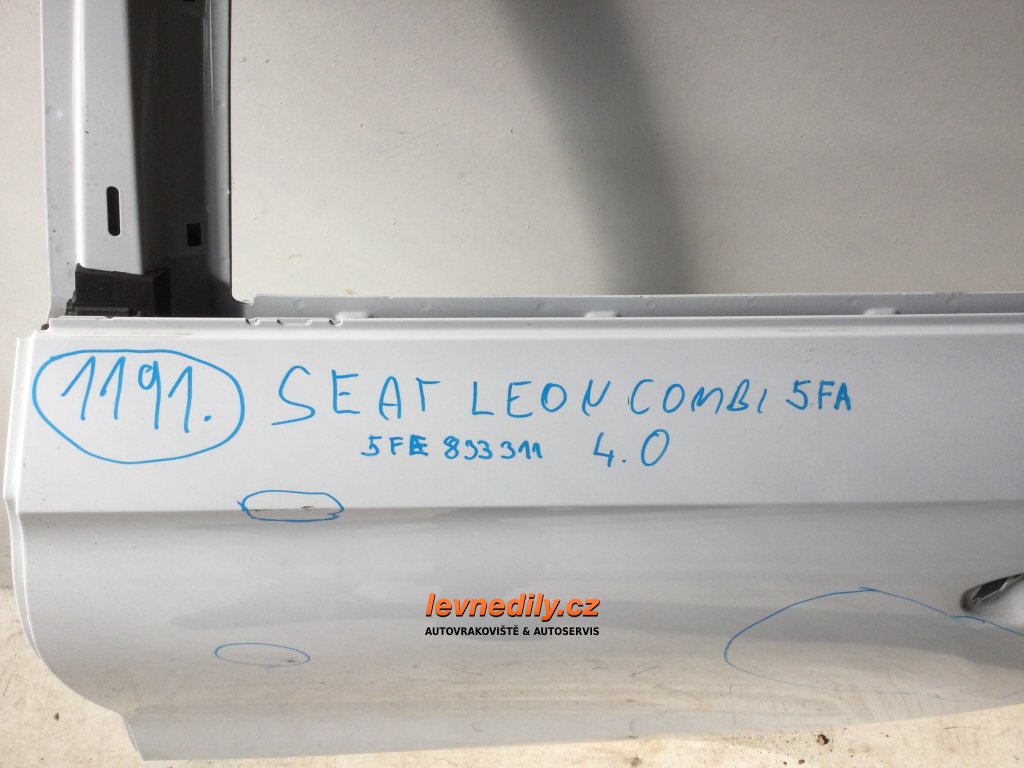 1191. SEAT LEON COMBI 5FA
5FE 833311 4.0
levnedily.cz
AUTOVRAKOVIŠTĚ & AUTOSERVIS